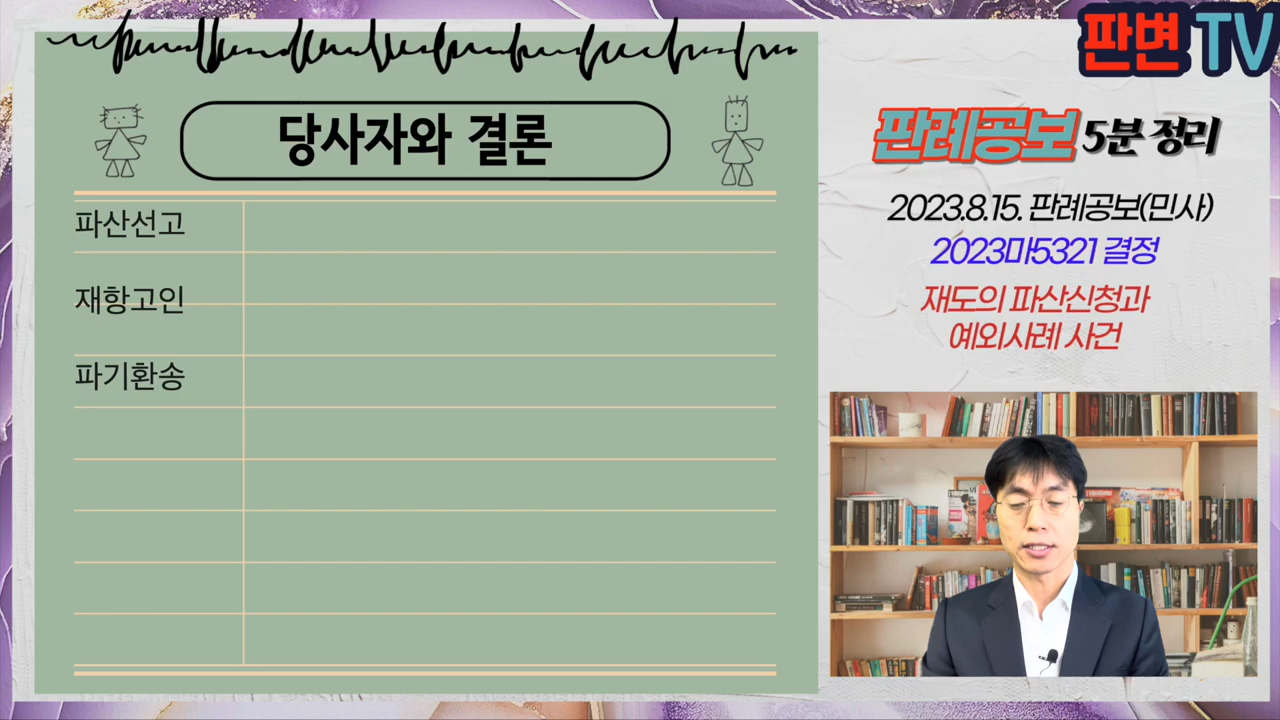 당사자와 결론
파산선고
재항고인
파기환송
판변 TV
판례공보 5분 정리
2023.8.15. 판례공보(민사)
2023마5321 결정
재도의 파산신청과
예외사례 사건